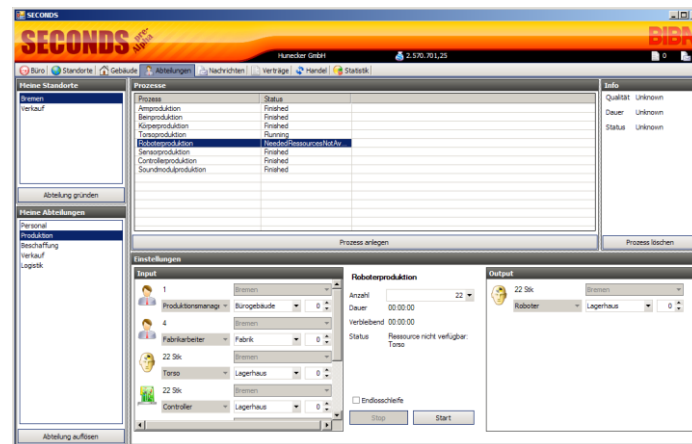 SECONDS
SECONDS pre-Alpha
BIBA
Hunecker GmbH 2.570.701,25 0
Büro Standorte Gebäude Abteilungen Nachrichten Verträge Handel Statistik
Meine Standorte
Bremen
Verkauf
Abteilung gründen
Meine Abteilungen
Personal
Produktion
Beschaffung
Verkauf
Logistik
Abteilung auflösen
Prozesse
Prozess Status
Armproduktion Finished
Beinproduktion Finished
Körperproduktion Finished
Torsoproduktion Running
Roboterproduktion NeededRessourcesNotAv...
Sensorproduktion Finished
Controllerproduktion Finished
Soundmodulproduktion Finished
Prozess anlegen
Info
Qualität Unknown
Dauer Unknown
Status Unknown
Prozess löschen
Einstellungen
Input
1 Bremen
Produktionsmanage Bürogebäude 0
4 Bremen
Fabrikarbeiter Fabrik 0
22 Stk Bremen
Torso Lagerhaus 0
22 Stk Bremen
Controller Lagerhaus 0
Roboterproduktion
Anzahl 22
Dauer 00:00:00
Verbleibend 00:00:00
Status Ressource nicht verfügbar:
Torso
Endlosschleife
Stop Start
Output
22 Stk Bremen
Roboter Lagerhaus 0